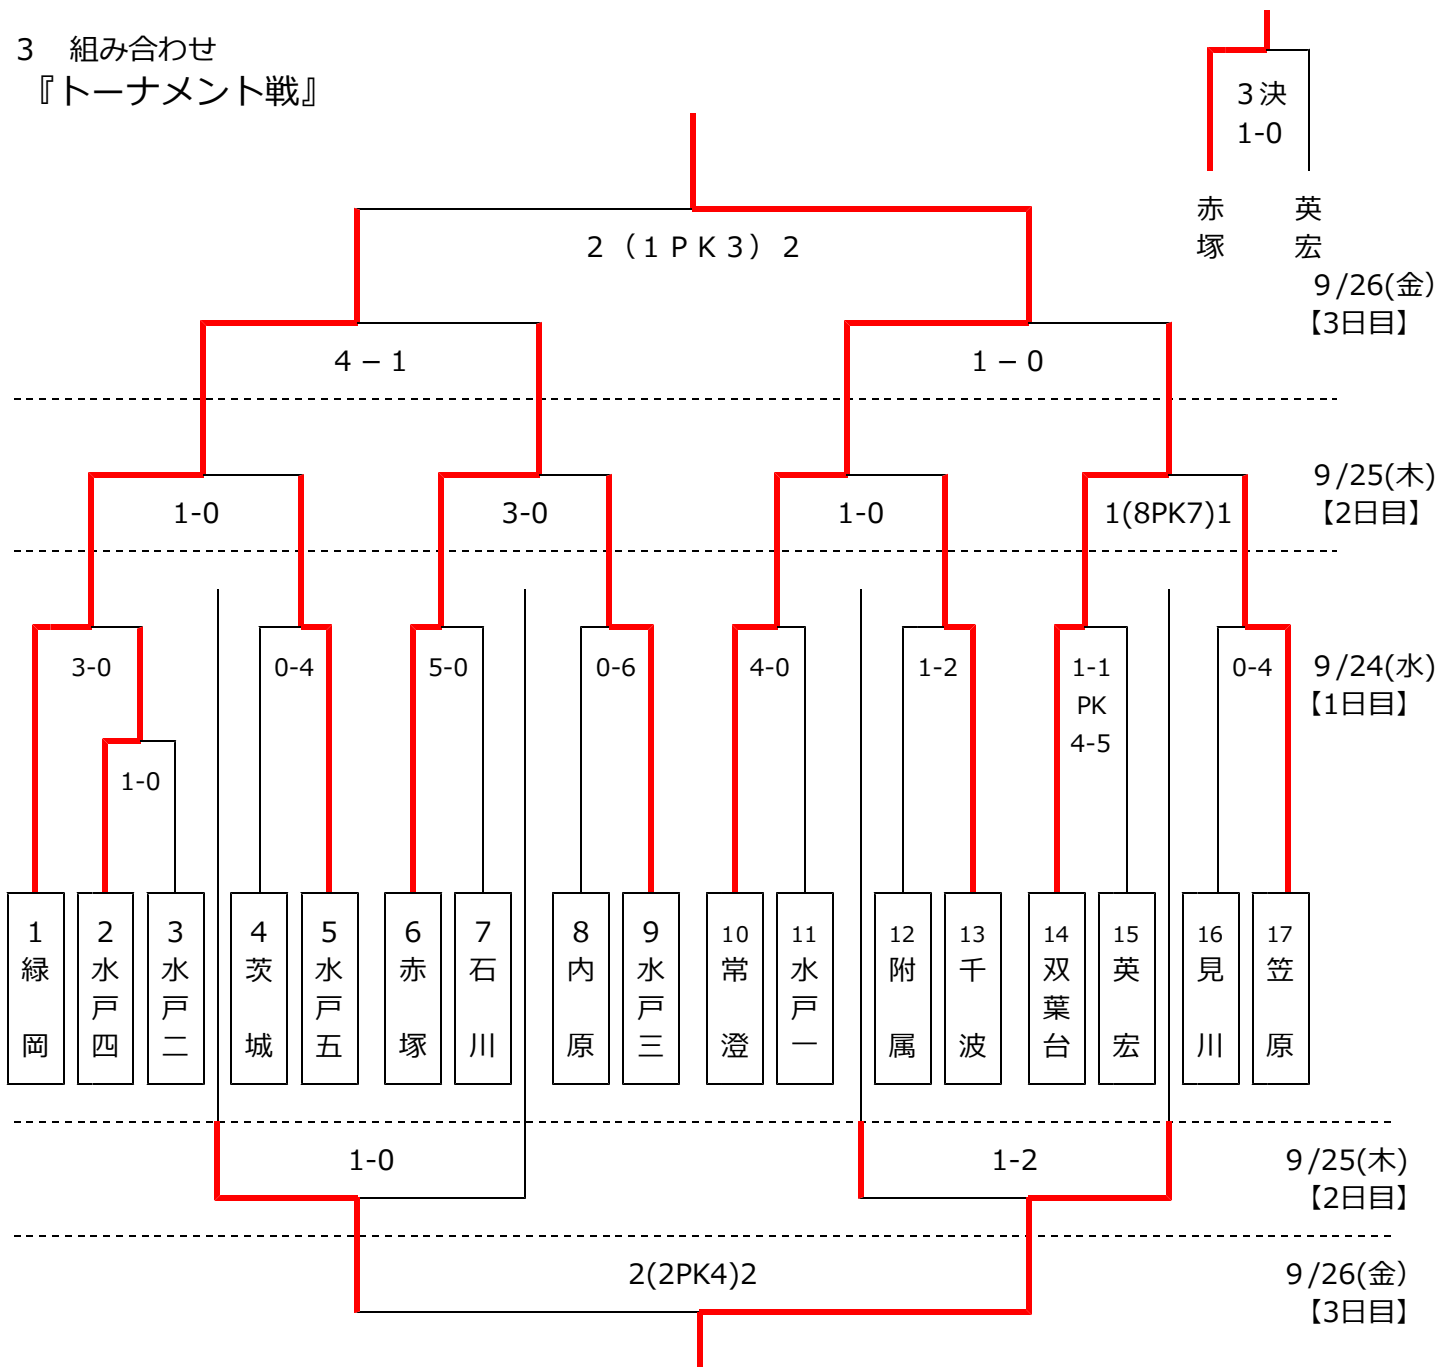 3　組み合わせ
『トーナメント戦』
３決
1-0
赤塚
英宏
2（1ＰＫ3）2
９/26(金)
【3日目】
4－1
1－0
９/25(木)
【2日目】
1-0
3-0
1-0
1(8PK7)1
９/24(水)
【1日目】
3-0
0-4
5-0
0-6
4-0
1-2
1-1
PK
4-5
0-4
1-0
1 緑岡
2 水戸四
3 水戸二
4 茨城
5 水戸五
6 赤塚
7 石川
8 内原
9 水戸三
10 常澄
11 水戸一
12 附属
13 千波
14 双葉台
15 英宏
16 見川
17 笠原
1-0
1-2
９/25(木)
【2日目】
2(2PK4)2
９/26(金)
【3日目】